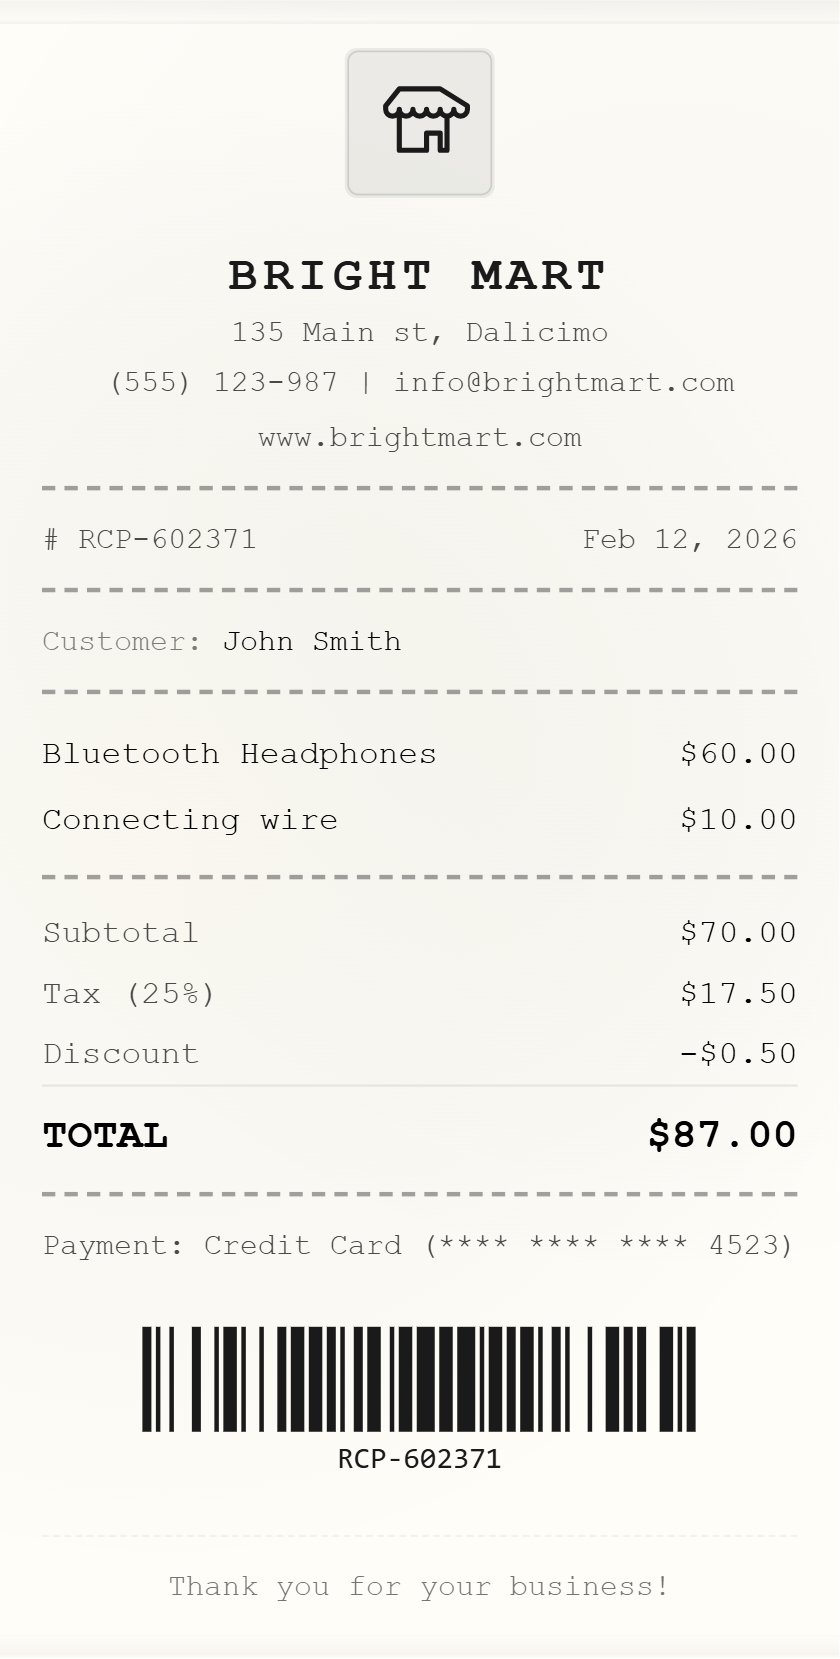 BRIGHT MART
135 Main st, Dalicimo
(555) 123-987 | info@brightmart.com
www.brightmart.com
# RCP-602371 Feb 12, 2026
Customer: John Smith
Bluetooth Headphones $60.00
Connecting wire $10.00
Subtotal $70.00
Tax (25%) $17.50
Discount -$0.50
TOTAL $87.00
Payment: Credit Card (**** **** **** 4523)
RCP-602371
Thank you for your business!